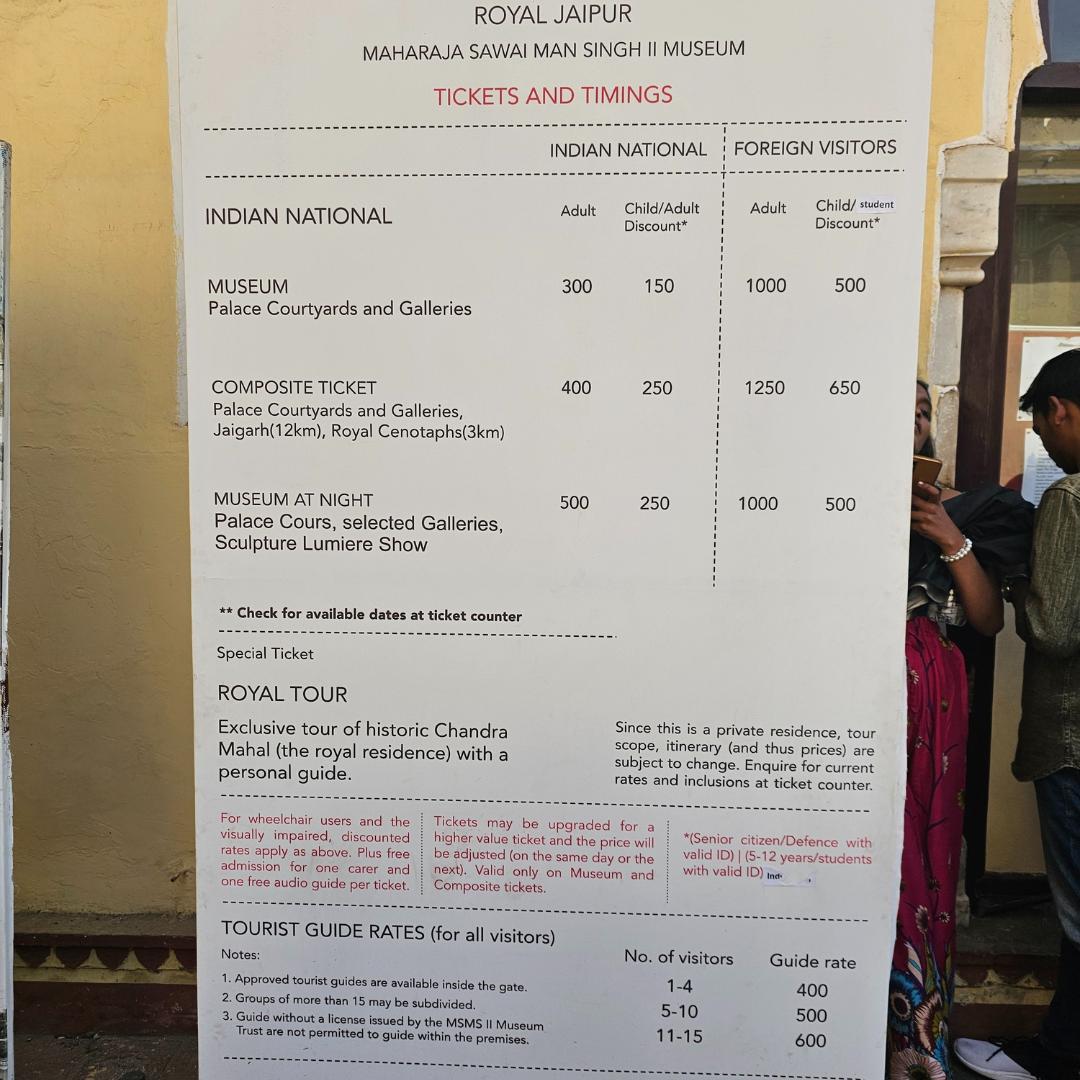 ROYAL JAIPUR
MAHARAJA SAWAI MAN SINGH II MUSEUM
TICKETS AND TIMINGS
INDIAN NATIONAL FOREIGN VISITORS
INDIAN NATIONAL Adult Child/Adult Discount* Adult Child/ student Discount*
MUSEUM 300 150 1000 500
Palace Courtyards and Galleries
COMPOSITE TICKET 400 250 1250 650
Palace Courtyards and Galleries,
Jaigarh(12km), Royal Cenotaphs(3km)
MUSEUM AT NIGHT 500 250 1000 500
Palace Cours, selected Galleries,
Sculpture Lumiere Show
** Check for available dates at ticket counter
Special Ticket
ROYAL TOUR
Exclusive tour of historic Chandra
Mahal (the royal residence) with a
personal guide.
Since this is a private residence, tour
scope, itinerary (and thus prices) are
subject to change. Enquire for current
rates and inclusions at ticket counter.
For wheelchair users and the
visually impaired, discounted
rates apply as above. Plus free
admission for one carer and
one free audio guide per ticket.
Tickets may be upgraded for a
higher value ticket and the price will
be adjusted (on the same day or the
next). Valid only on Museum and
Composite tickets.
*(Senior citizen/Defence with
valid ID) | (5-12 years/students
with valid ID)
TOURIST GUIDE RATES (for all visitors)
Notes:
1. Approved tourist guides are available inside the gate.
2. Groups of more than 15 may be subdivided.
3. Guide without a license issued by the MSMS II Museum
Trust are not permitted to guide within the premises.
No. of visitors Guide rate
1-4 400
5-10 500
11-15 600